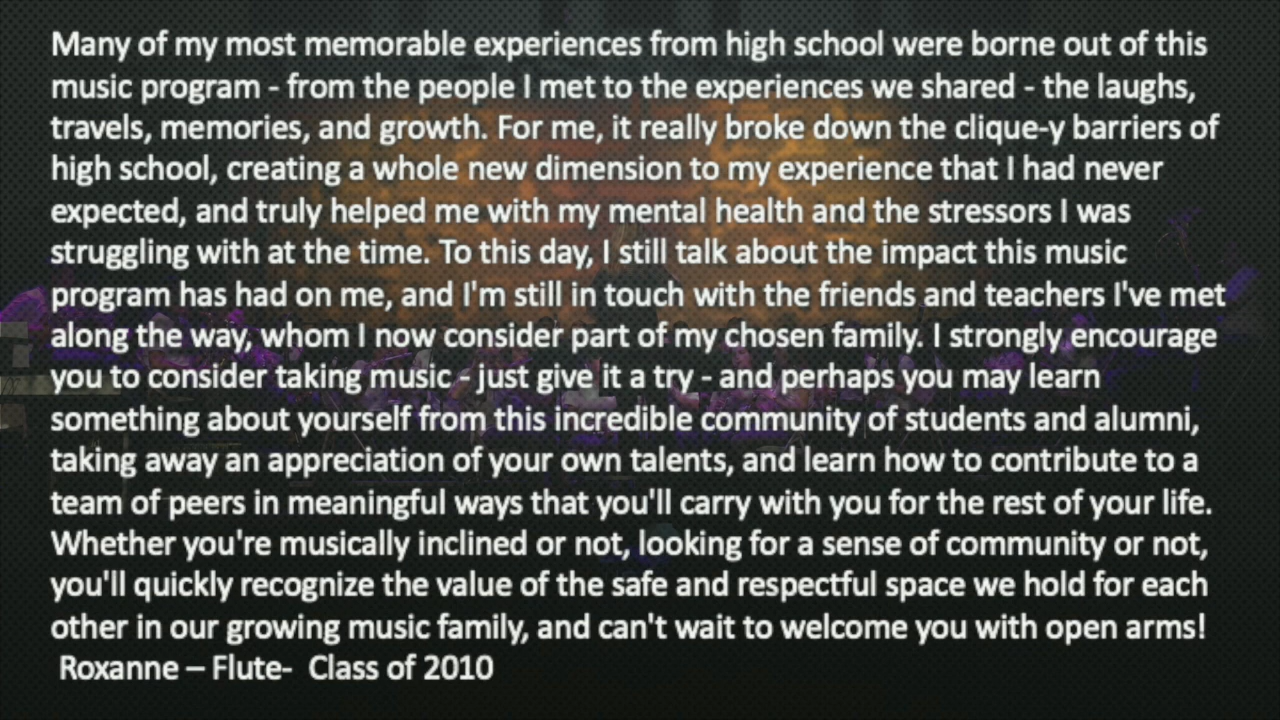 Many of my most memorable experiences from high school were borne out of this
music program - from the people I met to the experiences we shared - the laughs,
travels, memories, and growth. For me, it really broke down the clique-y barriers of
high school, creating a whole new dimension to my experience that I had never
expected, and truly helped me with my mental health and the stressors I was
struggling with at the time. To this day, I still talk about the impact this music
program has had on me, and I'm still in touch with the friends and teachers I've met
along the way, whom I now consider part of my chosen family. I strongly encourage
you to consider taking music - just give it a try - and perhaps you may learn
something about yourself from this incredible community of students and alumni,
taking away an appreciation of your own talents, and learn how to contribute to a
team of peers in meaningful ways that you'll carry with you for the rest of your life.
Whether you're musically inclined or not, looking for a sense of community or not,
you'll quickly recognize the value of the safe and respectful space we hold for each
other in our growing music family, and can't wait to welcome you with open arms!
Roxanne – Flute-  Class of 2010